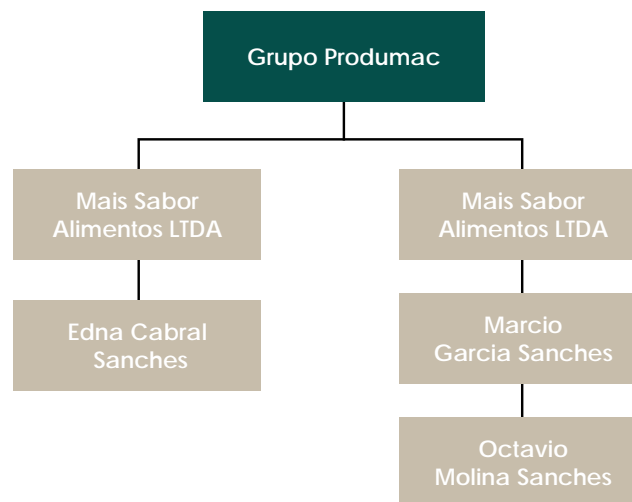 Grupo Produmac
Mais Sabor
Alimentos LTDA
Mais Sabor
Alimentos LTDA
Edna Cabral
Sanches
Marcio
Garcia Sanches
Octavio
Molina Sanches